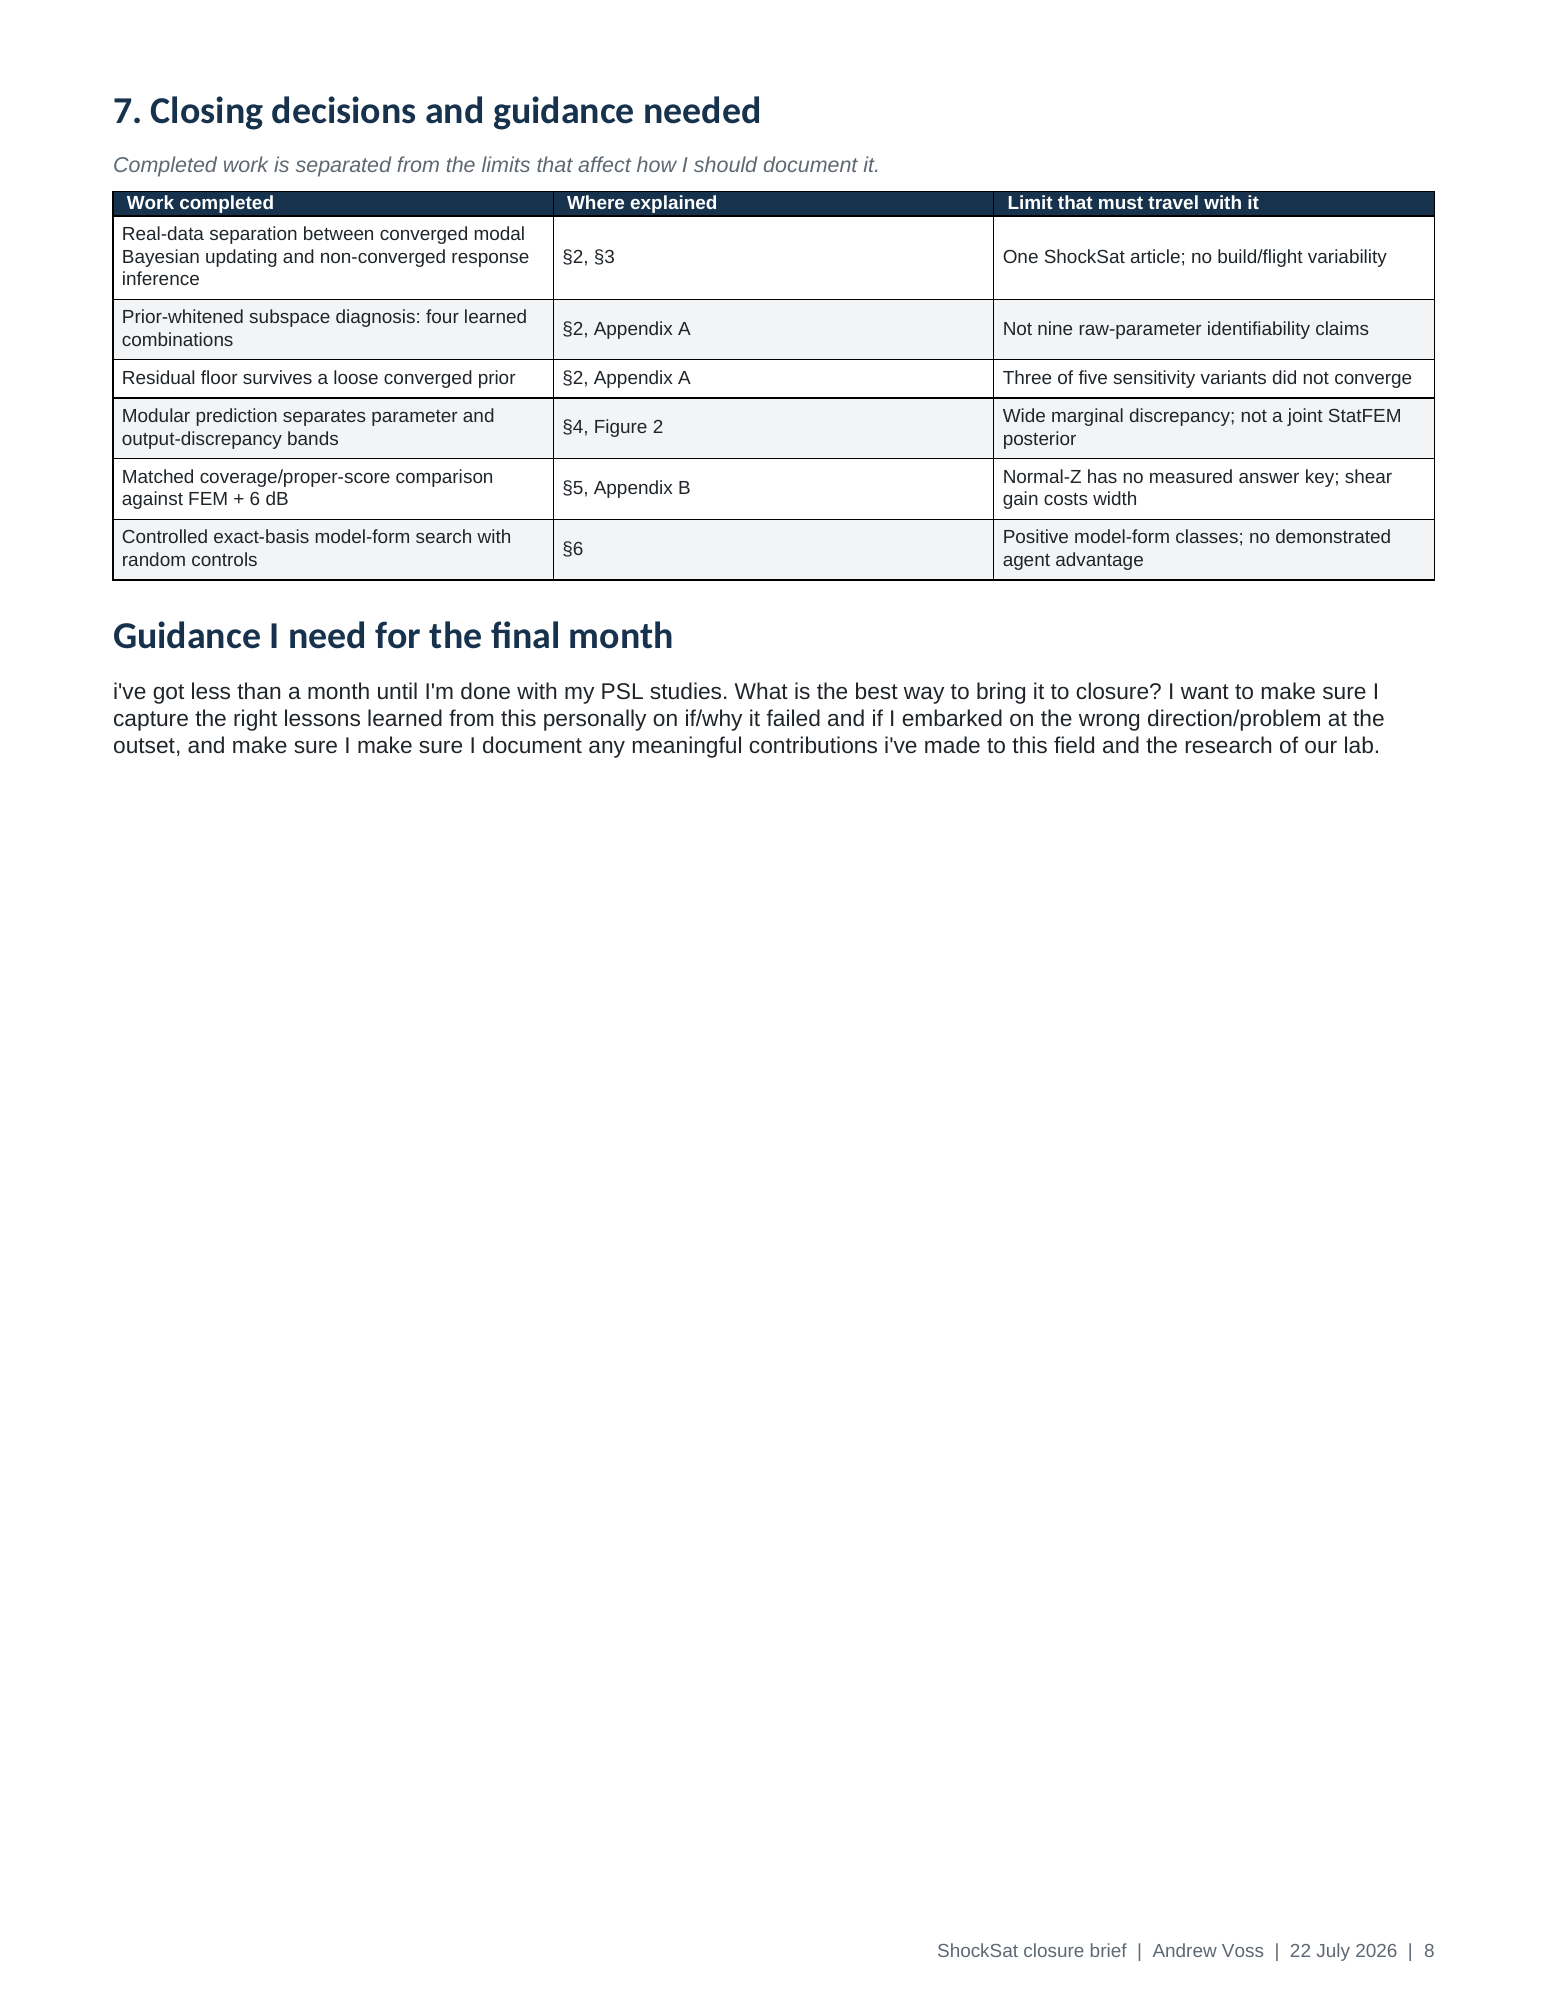 7. Closing decisions and guidance needed
Completed work is separated from the limits that affect how I should document it.
Work completed
Where explained
Limit that must travel with it
Real-data separation between converged modal
Bayesian updating and non-converged response
inference
§2, §3
One ShockSat article; no build/flight variability
Prior-whitened subspace diagnosis: four learned
combinations
§2, Appendix A
Not nine raw-parameter identifiability claims
Residual floor survives a loose converged prior
§2, Appendix A
Three of five sensitivity variants did not converge
Modular prediction separates parameter and
output-discrepancy bands
§4, Figure 2
Wide marginal discrepancy; not a joint StatFEM
posterior
Matched coverage/proper-score comparison
against FEM + 6 dB
§5, Appendix B
Normal-Z has no measured answer key; shear
gain costs width
Controlled exact-basis model-form search with
random controls
§6
Positive model-form classes; no demonstrated
agent advantage
Guidance I need for the final month
i've got less than a month until I'm done with my PSL studies. What is the best way to bring it to closure? I want to make sure I
capture the right lessons learned from this personally on if/why it failed and if I embarked on the wrong direction/problem at the
outset, and make sure I make sure I document any meaningful contributions i've made to this field and the research of our lab.
ShockSat closure brief | Andrew Voss | 22 July 2026 | 8